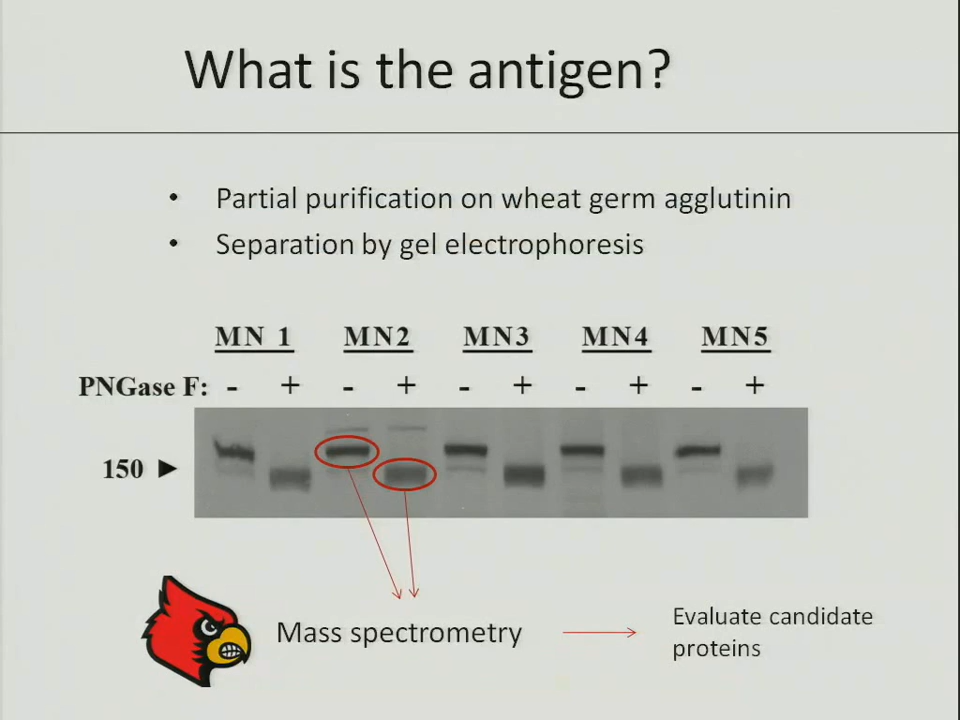 What is the antigen?
• Partial purification on wheat germ agglutinin
• Separation by gel electrophoresis
MN 1 MN2 MN3 MN4 MN5
PNGase F: - + - + - + - + - +
150 ►
Mass spectrometry
Evaluate candidate
proteins